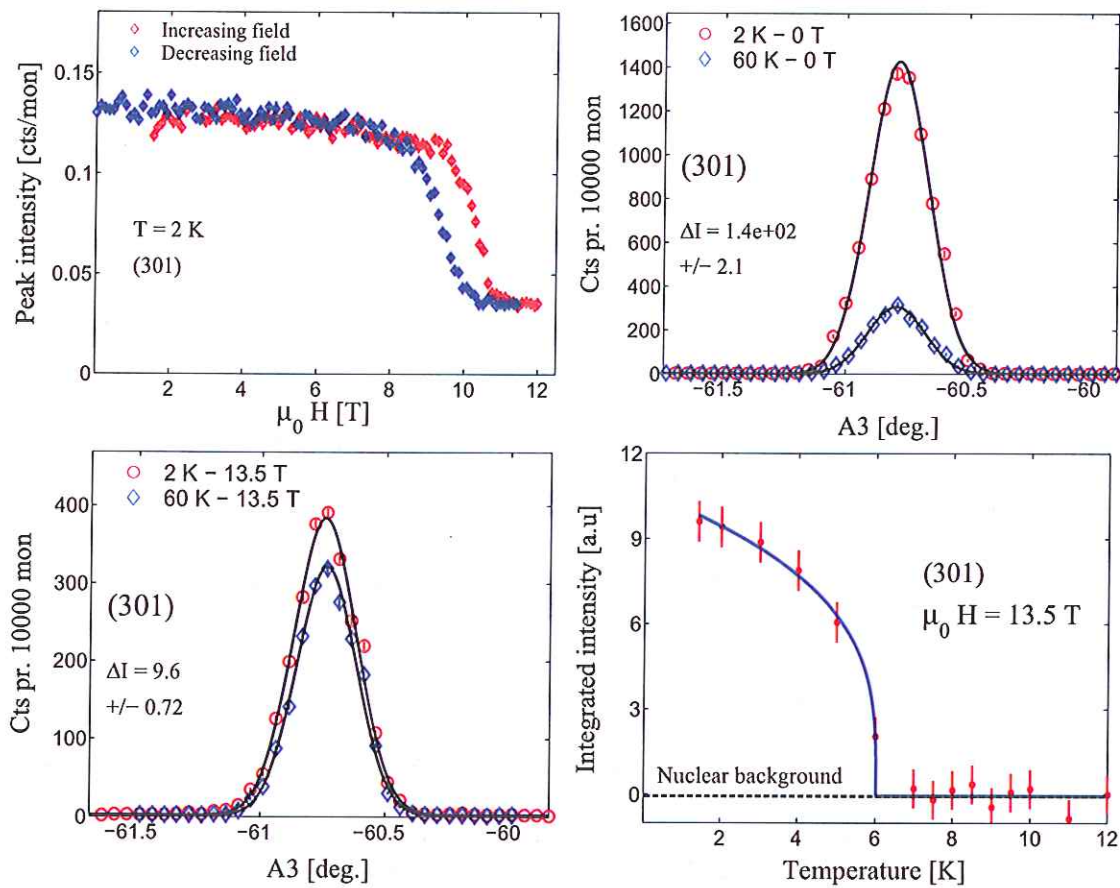 Increasing field
Decreasing field
0.15
0.1
0.05
0
Peak intensity [cts/mon]
T = 2 K
(301)
2 4 6 8 10 12
μ0 H [T]
2 K − 0 T
60 K − 0 T
1600
1400
1200
1000
800
600
400
200
0
Cts pr. 10000 mon
(301)
ΔI = 1.4e+02
+/− 2.1
−61.5 −61 −60.5 −60
A3 [deg.]
2 K − 13.5 T
60 K − 13.5 T
400
300
200
100
0
Cts pr. 10000 mon
(301)
ΔI = 9.6
+/− 0.72
−61.5 −61 −60.5 −60
A3 [deg.]
12
9
6
3
0
Integrated intensity [a.u]
(301)
μ0 H = 13.5 T
Nuclear background
2 4 6 8 10 12
Temperature [K]